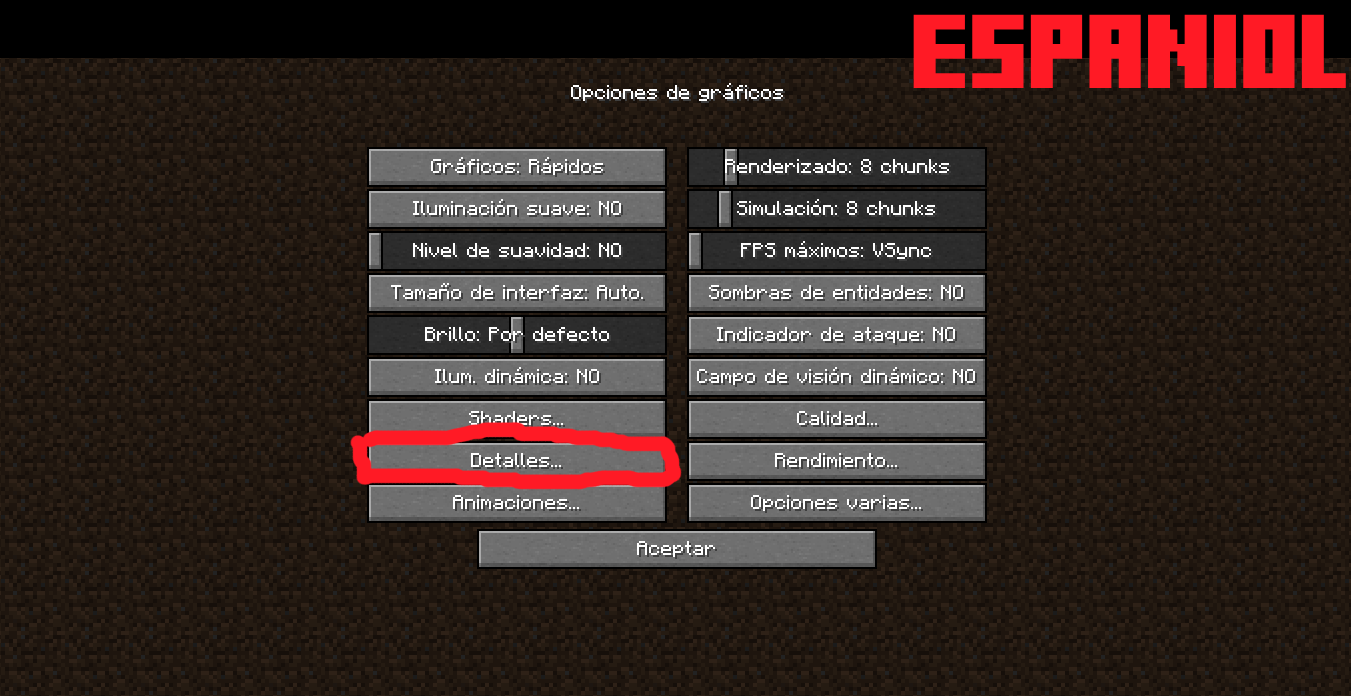 ESPANIOL
Opciones de gráficos
Gráficos: Rápidos
Renderizado: 8 chunks
Iluminación suave: NO
Simulación: 8 chunks
Nivel de suavidad: NO
FPS máximos: VSync
Tamaño de interfaz: Auto.
Sombras de entidades: NO
Brillo: Por defecto
Indicador de ataque: NO
Ilum. dinámica: NO
Campo de visión dinámico: NO
Shaders...
Calidad...
Detalles...
Rendimiento...
Animaciones...
Opciones varias...
Aceptar